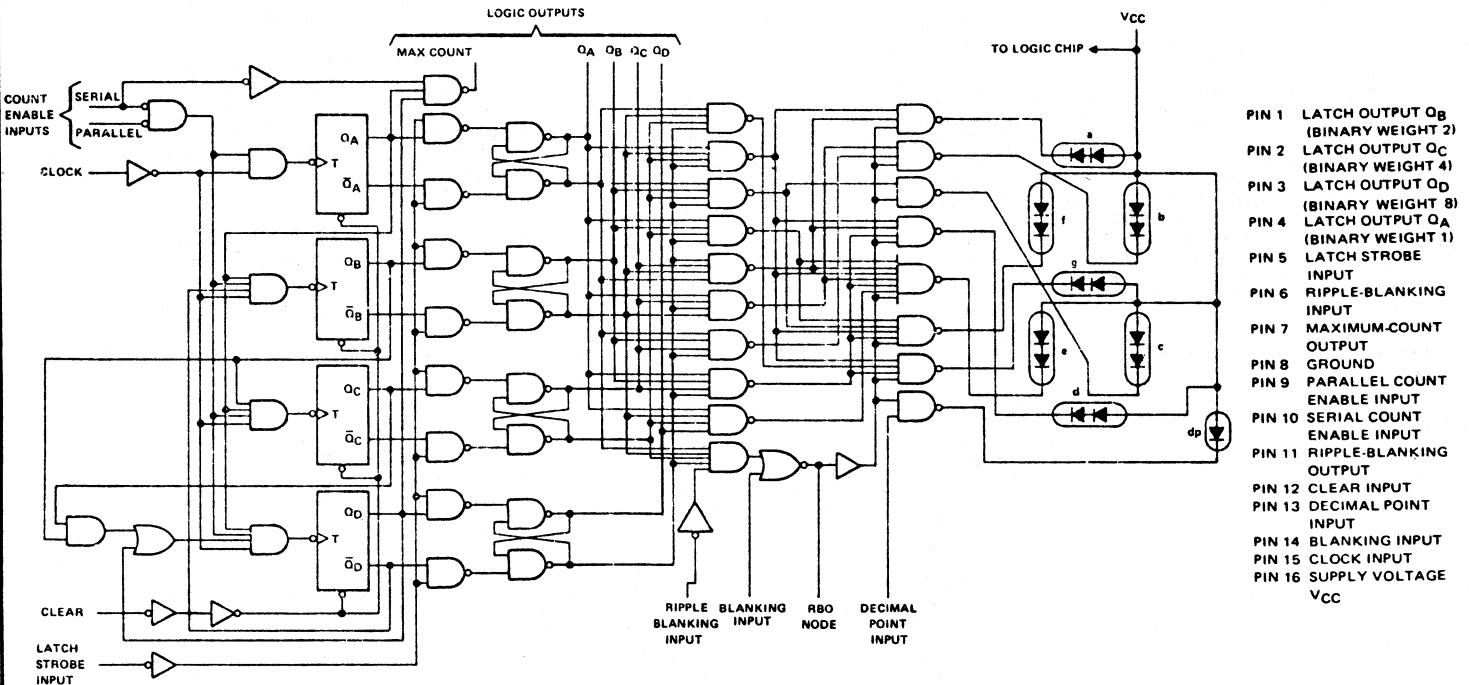 LOGIC OUTPUTS
MAX COUNT
QA QB QC QD
VCC
TO LOGIC CHIP
COUNT
ENABLE
INPUTS
SERIAL
PARALLEL
CLOCK
QA
T
Q̅A
QB
T
Q̅B
QC
T
Q̅C
QD
T
Q̅D
CLEAR
LATCH
STROBE
INPUT
RIPPLE
BLANKING
INPUT
BLANKING
INPUT
RBO
NODE
DECIMAL
POINT
INPUT
a
f
b
g
e
c
d
dp
PIN 1 LATCH OUTPUT QB
(BINARY WEIGHT 2)
PIN 2 LATCH OUTPUT QC
(BINARY WEIGHT 4)
PIN 3 LATCH OUTPUT QD
(BINARY WEIGHT 8)
PIN 4 LATCH OUTPUT QA
(BINARY WEIGHT 1)
PIN 5 LATCH STROBE
INPUT
PIN 6 RIPPLE-BLANKING
INPUT
PIN 7 MAXIMUM-COUNT
OUTPUT
PIN 8 GROUND
PIN 9 PARALLEL COUNT
ENABLE INPUT
PIN 10 SERIAL COUNT
ENABLE INPUT
PIN 11 RIPPLE-BLANKING
OUTPUT
PIN 12 CLEAR INPUT
PIN 13 DECIMAL POINT
INPUT
PIN 14 BLANKING INPUT
PIN 15 CLOCK INPUT
PIN 16 SUPPLY VOLTAGE
VCC